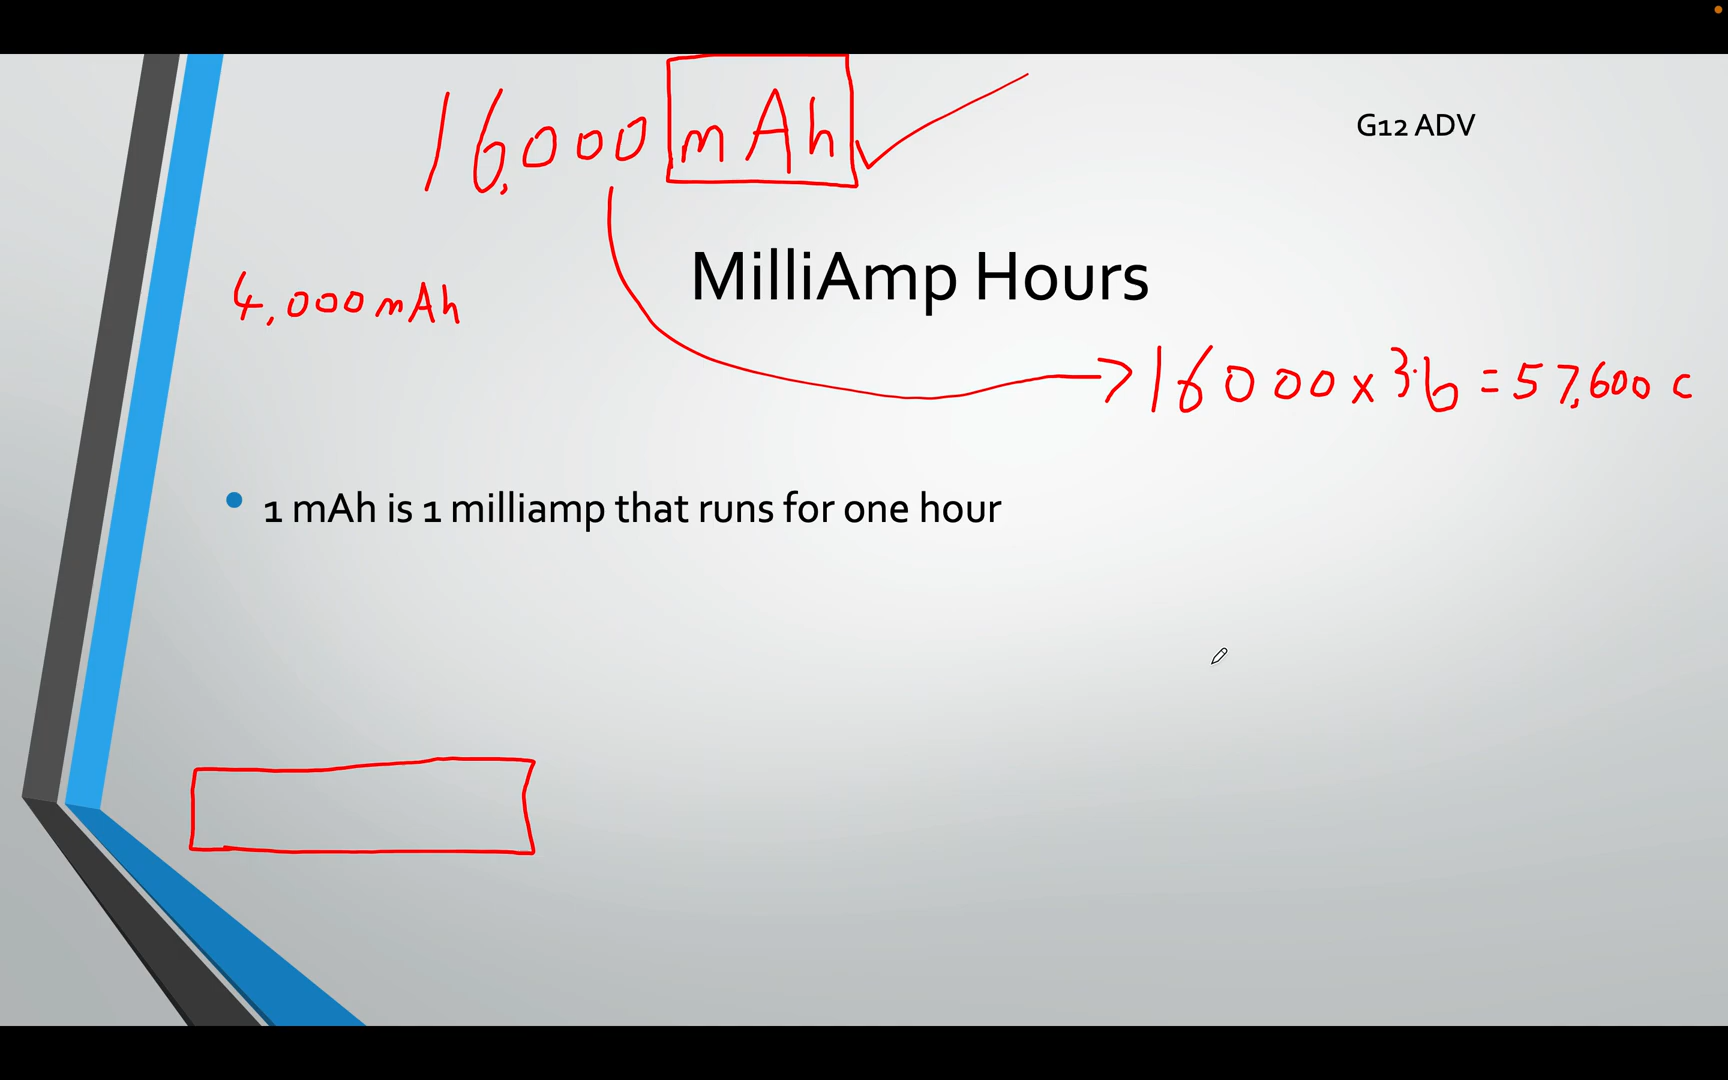 16,000 mAh
G12 ADV
MilliAmp Hours
4,000 mAh
16000 x 3.6 = 57,600 C
1 mAh is 1 milliamp that runs for one hour